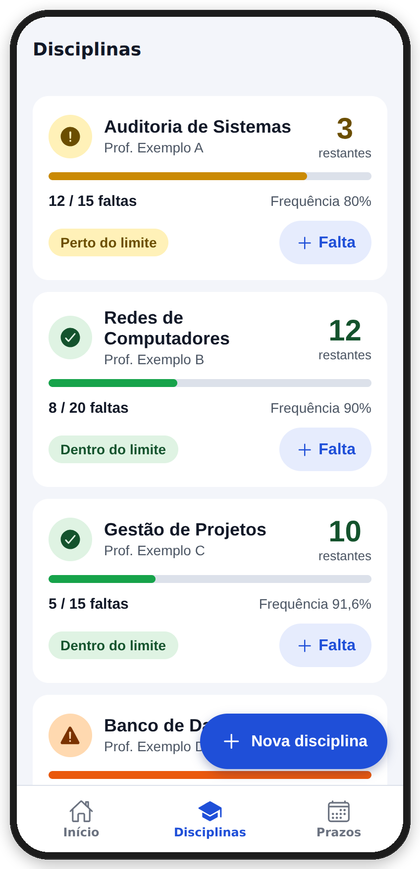 Disciplinas
Auditoria de Sistemas
Prof. Exemplo A
3
restantes
12 / 15 faltas
Frequência 80%
Perto do limite
+ Falta
Redes de
Computadores
Prof. Exemplo B
12
restantes
8 / 20 faltas
Frequência 90%
Dentro do limite
+ Falta
Gestão de Projetos
Prof. Exemplo C
10
restantes
5 / 15 faltas
Frequência 91,6%
Dentro do limite
+ Falta
Banco de
Prof. Exemplo
+ Nova disciplina
Início
Disciplinas
Prazos